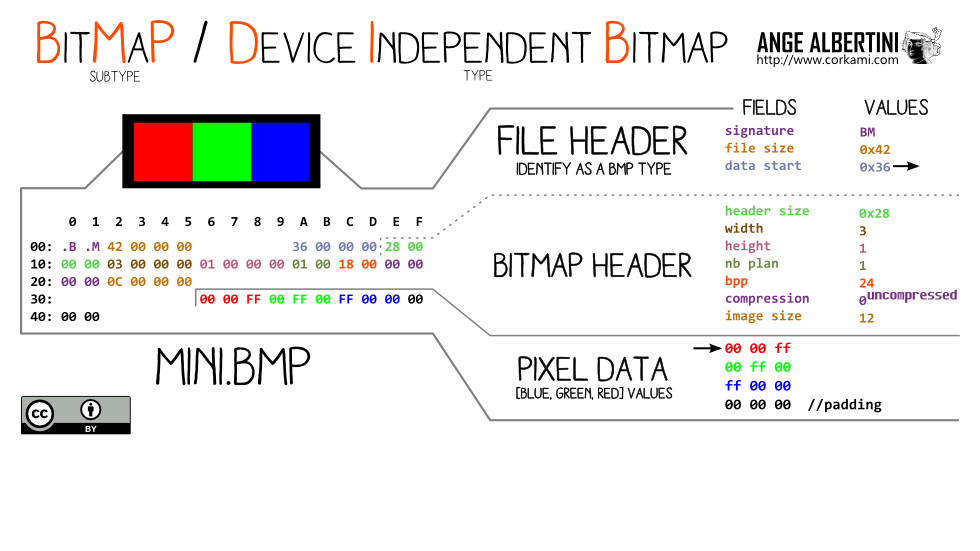 BITMAP / DEVICE INDEPENDENT BITMAP
SUBTYPE
TYPE
ANGE ALBERTINI
http://www.corkami.com
FIELDS VALUES
FILE HEADER
IDENTIFY AS A BMP TYPE
signature BM
file size 0x42
data start 0x36
BITMAP HEADER
header size 0x28
width 3
height 1
nb plan 1
bpp 24
compression 0 uncompressed
image size 12
PIXEL DATA
[BLUE, GREEN, RED] VALUES
00 00 ff
00 ff 00
ff 00 00
00 00 00 //padding
0 1 2 3 4 5 6 7 8 9 A B C D E F
00: .B .M 42 00 00 00 36 00 00 00 28 00
10: 00 00 03 00 00 00 01 00 00 00 01 00 18 00 00 00
20: 00 00 0C 00 00 00
30: 00 00 FF 00 FF 00 FF 00 00 00
40: 00 00
MINI.BMP
cc
BY